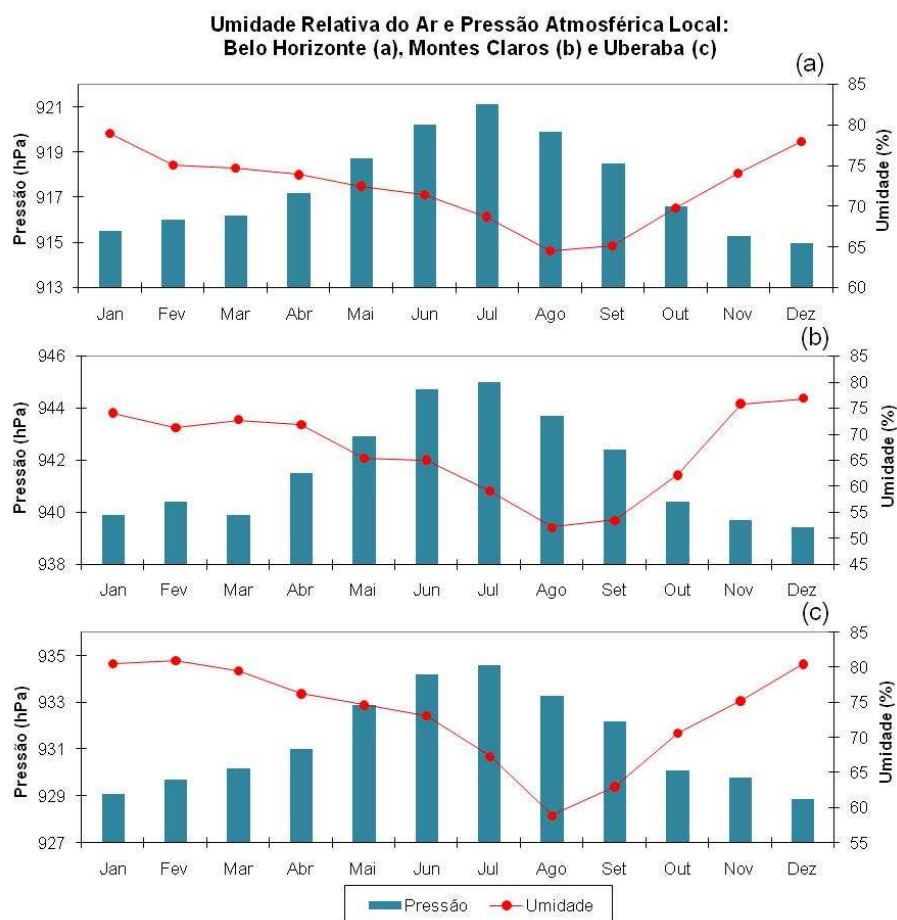 Umidade Relativa do Ar e Pressão Atmosférica Local:
Belo Horizonte (a), Montes Claros (b) e Uberaba (c)
(a)
Pressão (hPa)
921
919
917
915
913
85
80
75
70
65
60
Umidade (%)
Jan Fev Mar Abr Mai Jun Jul Ago Set Out Nov Dez
(b)
Pressão (hPa)
946
944
942
940
938
85
80
75
70
65
60
55
50
45
Umidade (%)
Jan Fev Mar Abr Mai Jun Jul Ago Set Out Nov Dez
(c)
Pressão (hPa)
935
933
931
929
927
85
80
75
70
65
60
55
Umidade (%)
Jan Fev Mar Abr Mai Jun Jul Ago Set Out Nov Dez
Pressão Umidade